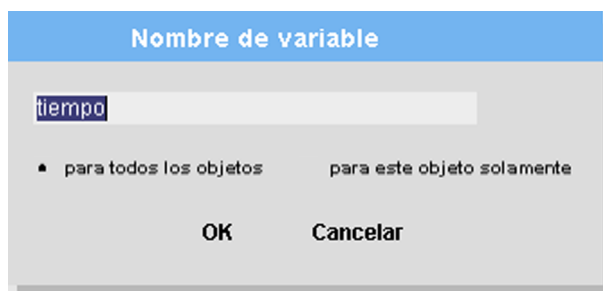 Nombre de variable
tiempo
para todos los objetos para este objeto solamente
OK Cancelar